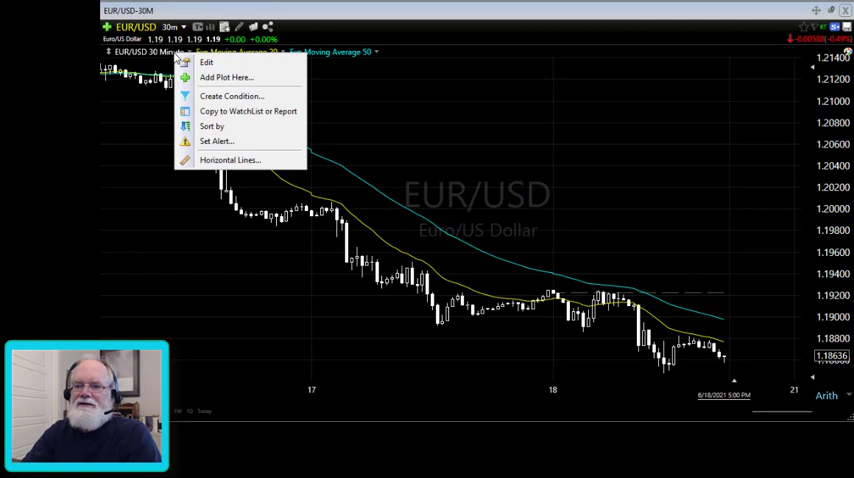 EUR/USD-30M
EUR/USD 30m
Euro/US Dollar 1.19 1.19 1.19 1.19 +0.00 +0.00
EUR/USD 30 Minute Exp Moving Average 20 Exp Moving Average 50
Edit
Add Plot Here...
Create Condition...
Copy to WatchList or Report
Sort by
Set Alert...
Horizontal Lines...
EUR/USD
Euro/US Dollar
1.21400
1.21000
1.20800
1.20600
1.20400
1.20200
1.20000
1.19800
1.19600
1.19400
1.19200
1.19000
1.18800
1.18636
17
18
6/18/2021 5:00 PM
21
Arith
1W 1D Today